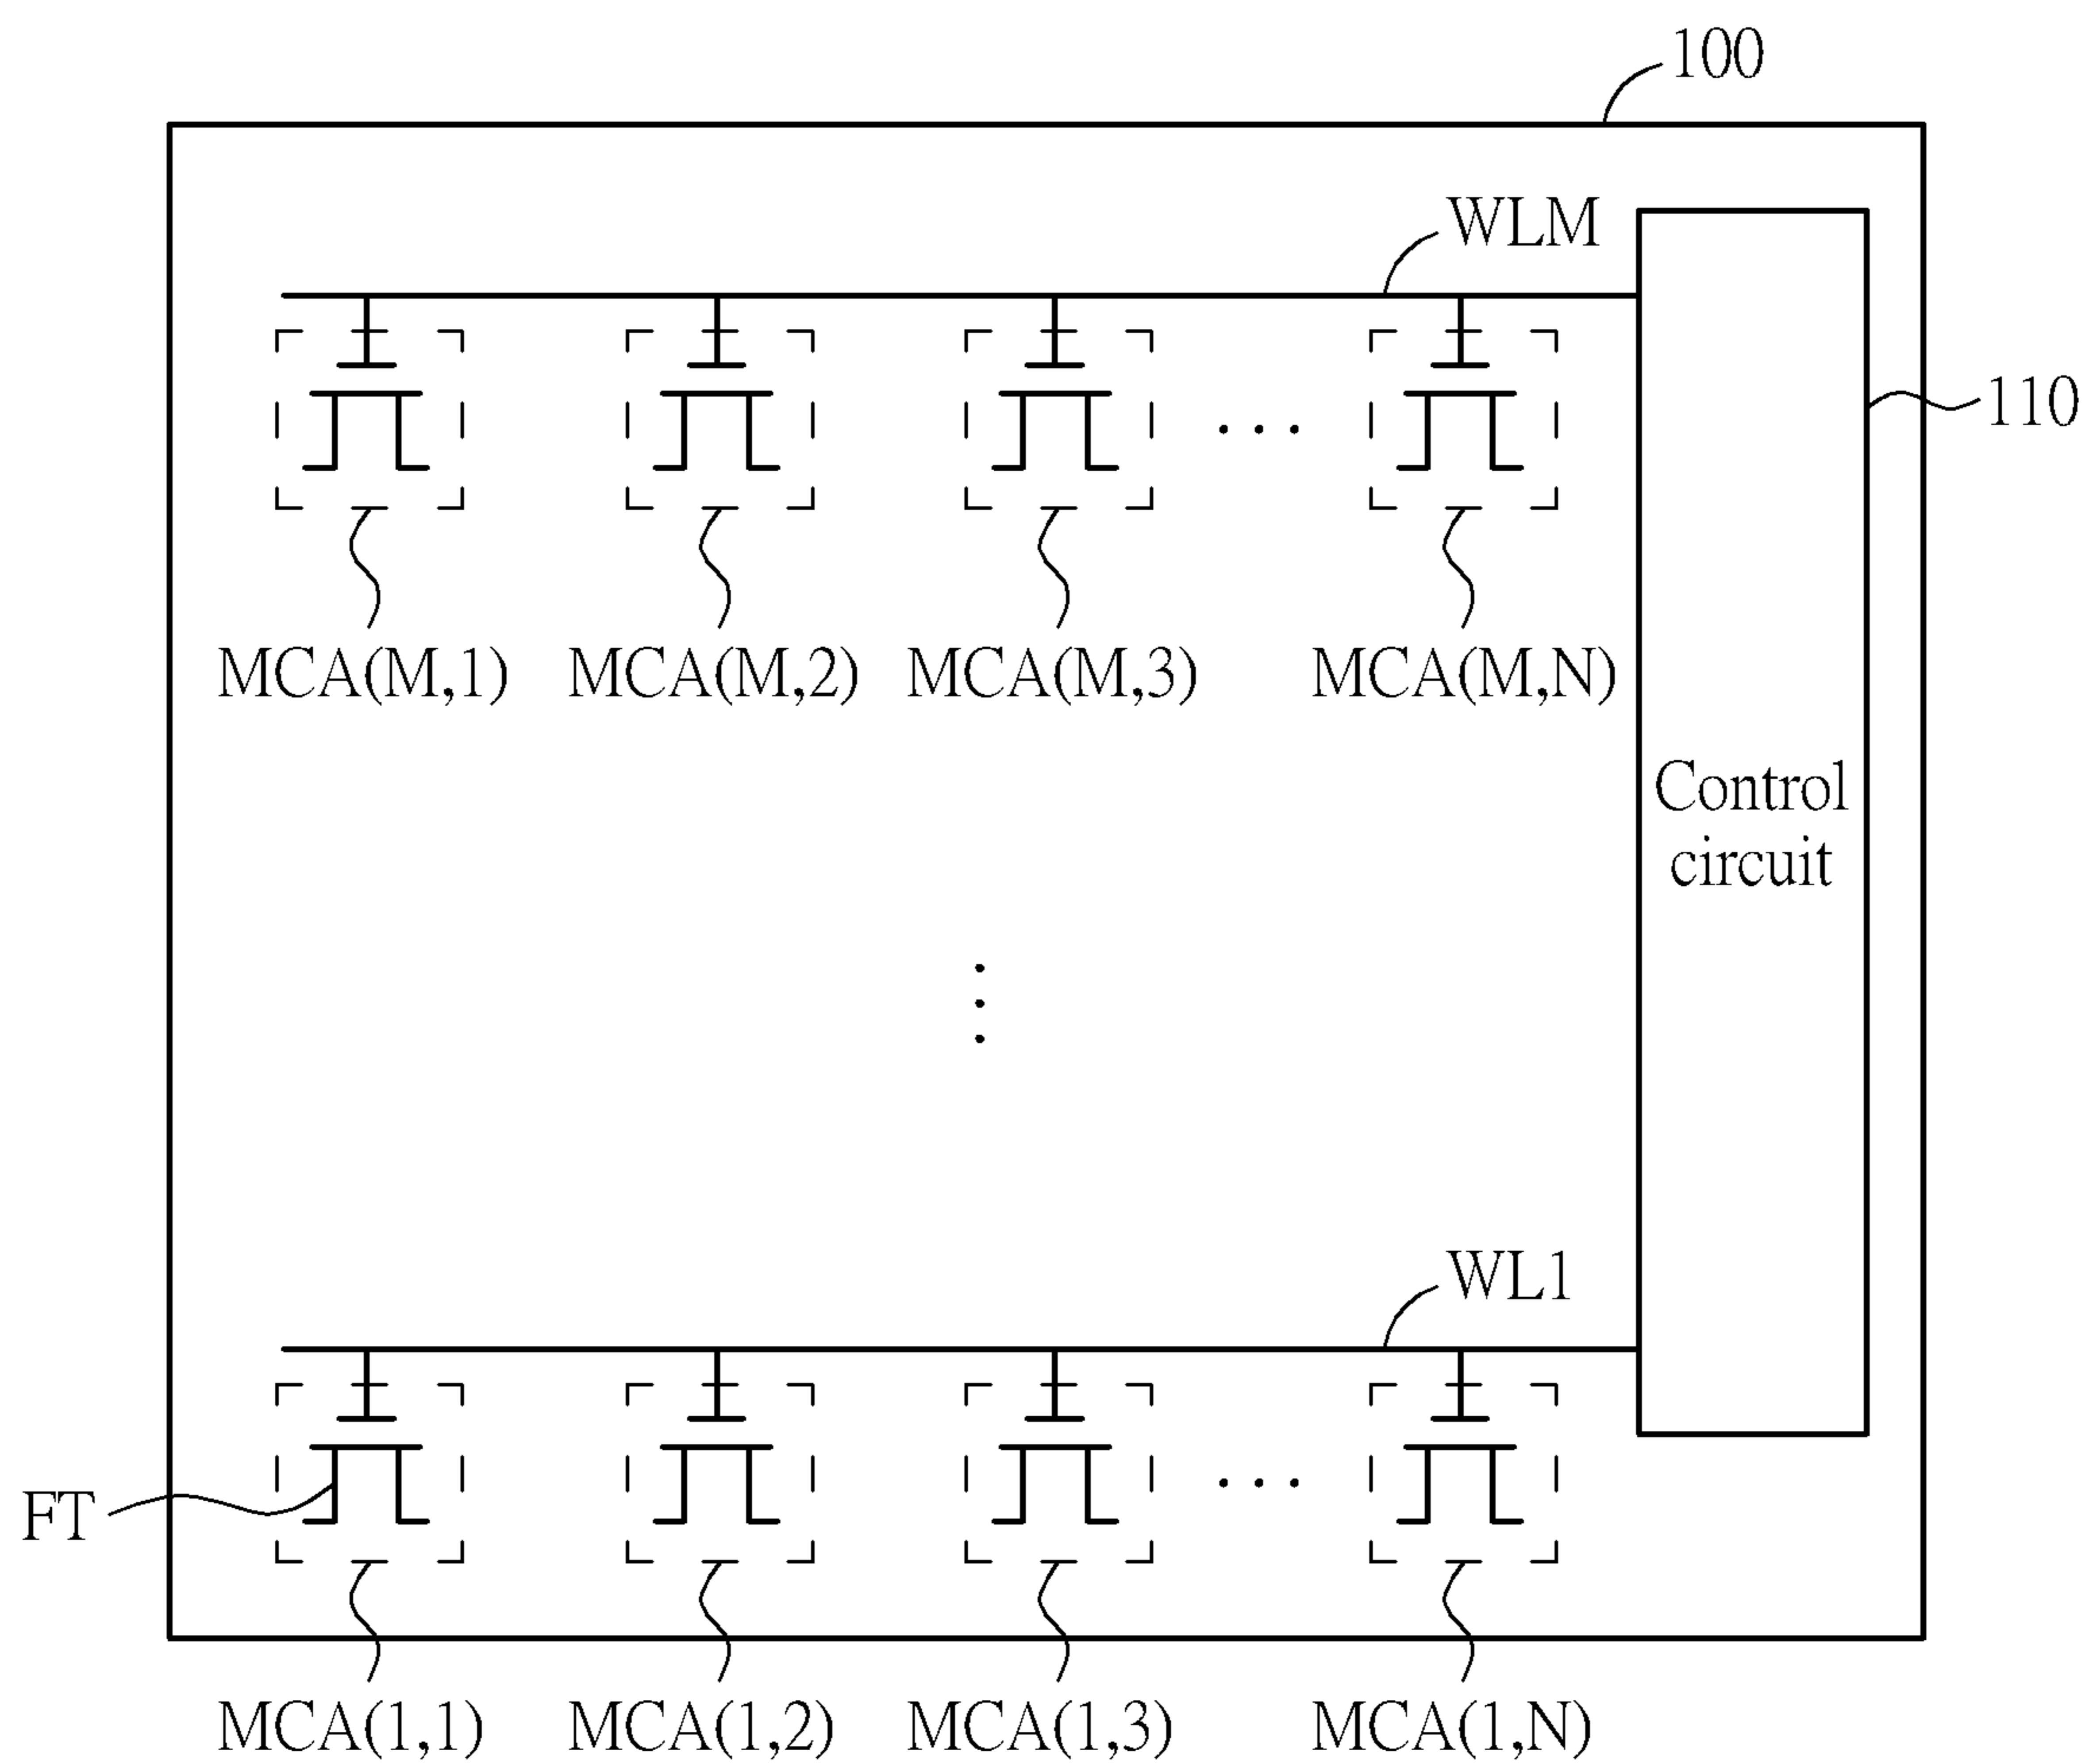 100
WLM
110
MCA(M,1) MCA(M,2) MCA(M,3) MCA(M,N)
Control
circuit
WL1
FT
MCA(1,1) MCA(1,2) MCA(1,3) MCA(1,N)